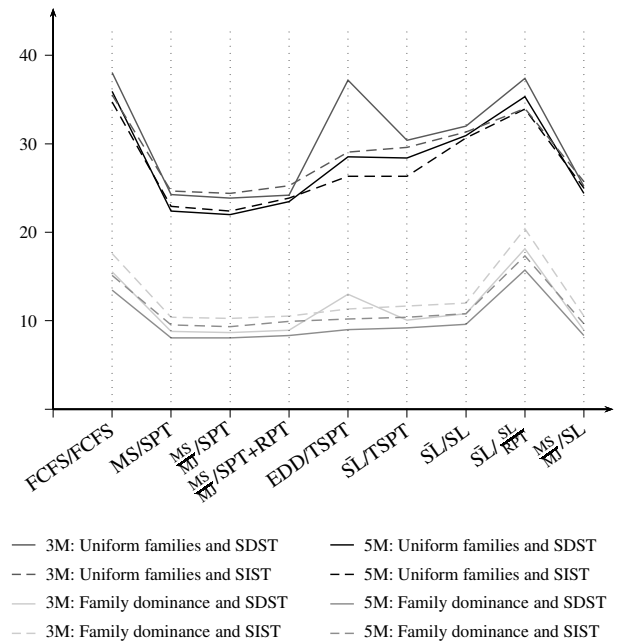 40
30
20
10
FCFS/FCFS
MS/SPT
MS/MJ/SPT
MS/MJ/SPT+RPT
EDD/TSPT
S̄L/TSPT
S̄L/SL
S̄L/SL/RPT
MS/MJ/SL
3M: Uniform families and SDST
3M: Uniform families and SIST
3M: Family dominance and SDST
3M: Family dominance and SIST
5M: Uniform families and SDST
5M: Uniform families and SIST
5M: Family dominance and SDST
5M: Family dominance and SIST